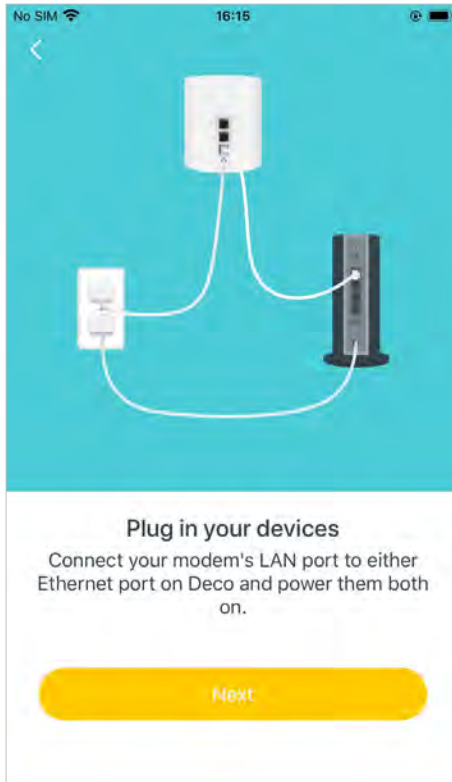 No SIM 16:15
Plug in your devices
Connect your modem's LAN port to either
Ethernet port on Deco and power them both
on.
Next